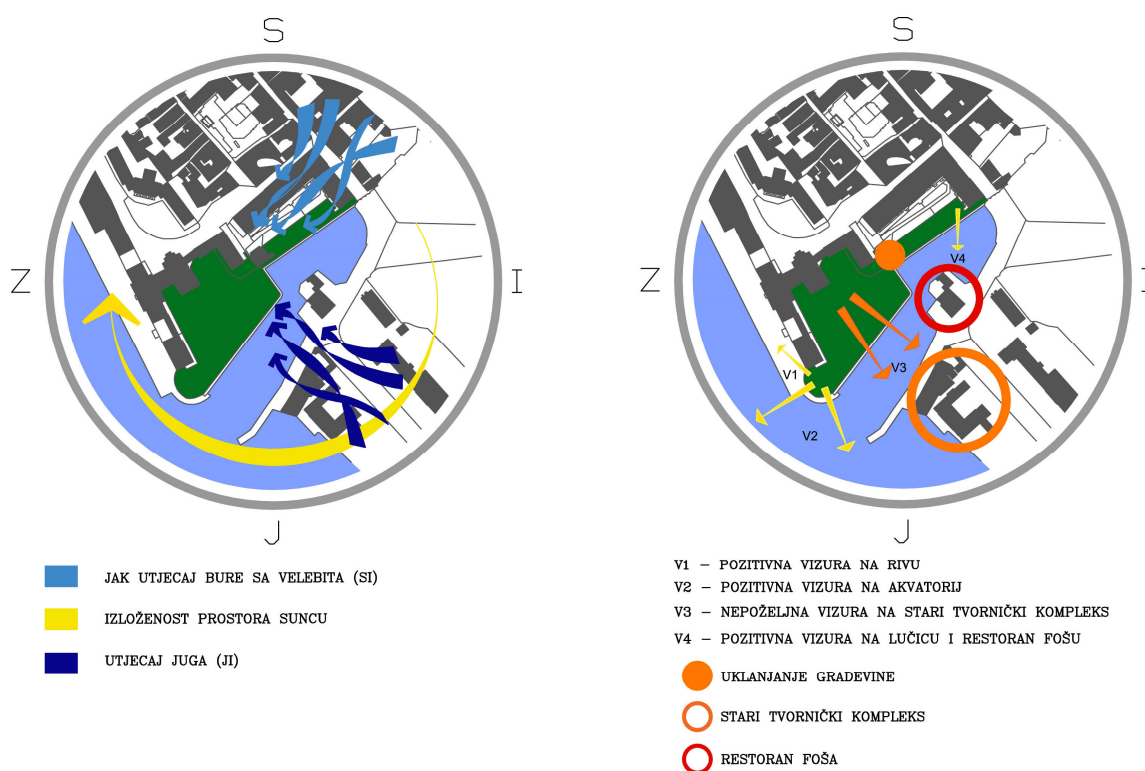 S
Z
I
J
JAK UTJECAJ BURE SA VELEBITA (SI)
IZLOŽENOST PROSTORA SUNCU
UTJECAJ JUGA (JI)
S
Z
I
V4
V3
V1
V2
J
V1 – POZITIVNA VIZURA NA RIVU
V2 – POZITIVNA VIZURA NA AKVATORIJ
V3 – NEPOŽELJNA VIZURA NA STARI TVORNIČKI KOMPLEKS
V4 – POZITIVNA VIZURA NA LUČICU I RESTORAN FOŠU
UKLANJANJE GRAĐEVINE
STARI TVORNIČKI KOMPLEKS
RESTORAN FOŠA